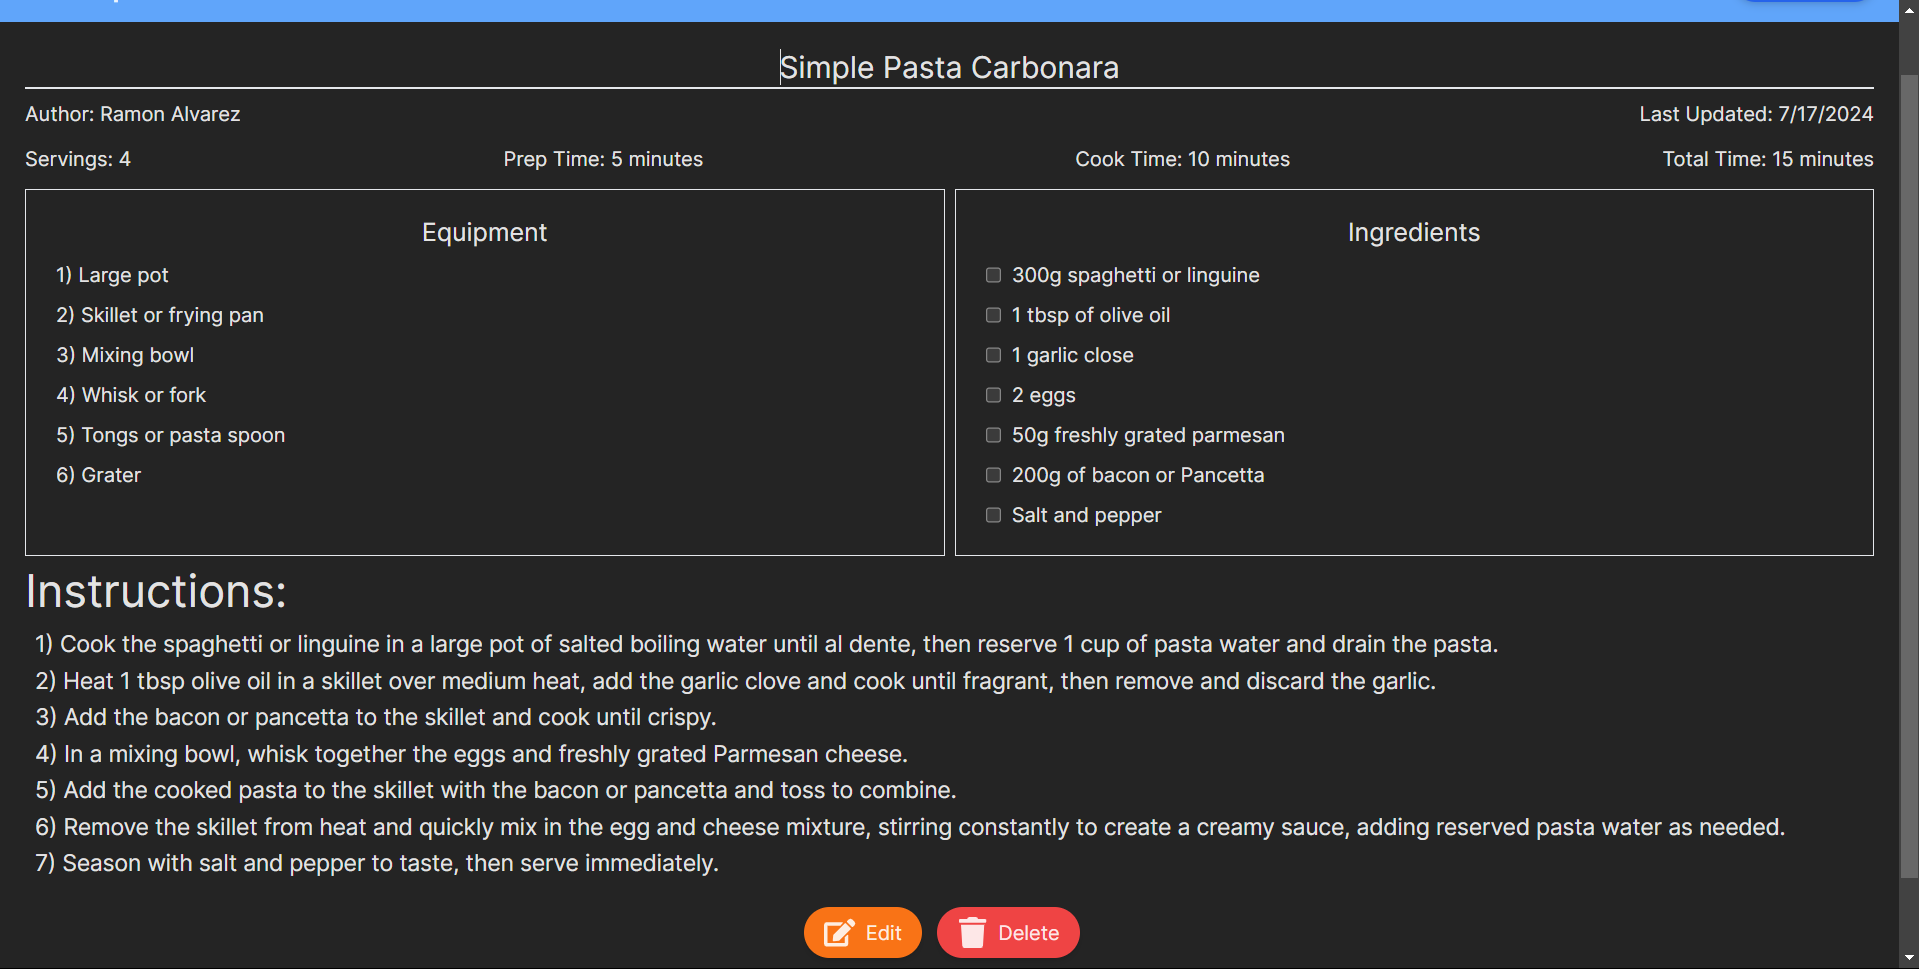 Simple Pasta Carbonara
Author: Ramon Alvarez
Last Updated: 7/17/2024
Servings: 4
Prep Time: 5 minutes
Cook Time: 10 minutes
Total Time: 15 minutes
Equipment
1) Large pot
2) Skillet or frying pan
3) Mixing bowl
4) Whisk or fork
5) Tongs or pasta spoon
6) Grater
Ingredients
300g spaghetti or linguine
1 tbsp of olive oil
1 garlic close
2 eggs
50g freshly grated parmesan
200g of bacon or Pancetta
Salt and pepper
Instructions:
1) Cook the spaghetti or linguine in a large pot of salted boiling water until al dente, then reserve 1 cup of pasta water and drain the pasta.
2) Heat 1 tbsp olive oil in a skillet over medium heat, add the garlic clove and cook until fragrant, then remove and discard the garlic.
3) Add the bacon or pancetta to the skillet and cook until crispy.
4) In a mixing bowl, whisk together the eggs and freshly grated Parmesan cheese.
5) Add the cooked pasta to the skillet with the bacon or pancetta and toss to combine.
6) Remove the skillet from heat and quickly mix in the egg and cheese mixture, stirring constantly to create a creamy sauce, adding reserved pasta water as needed.
7) Season with salt and pepper to taste, then serve immediately.
Edit
Delete